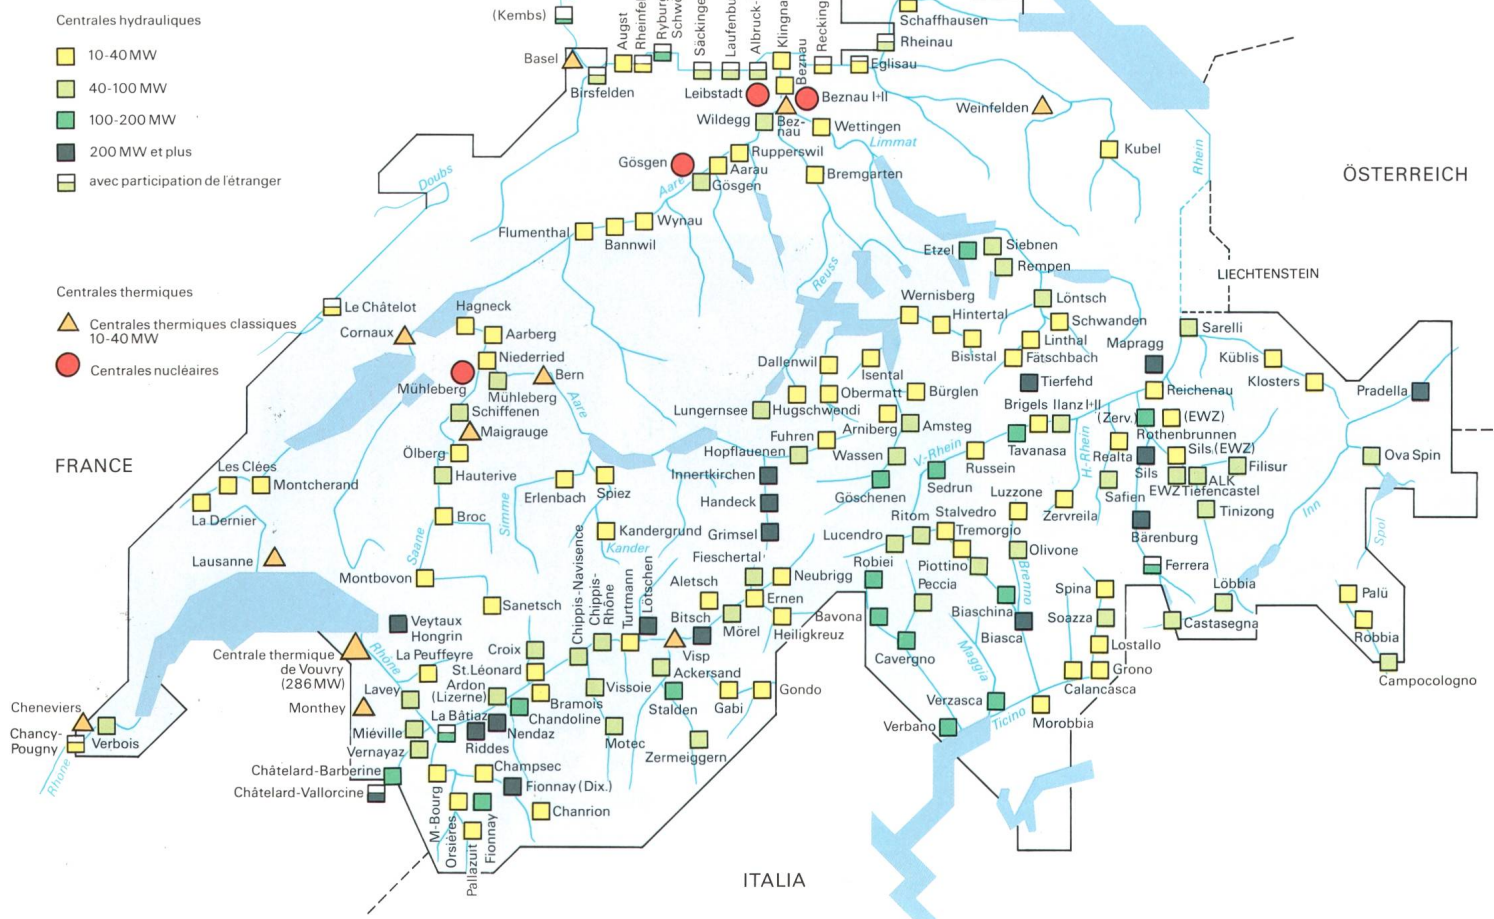 Centrales hydrauliques
10-40 MW
40-100 MW
100-200 MW
200 MW et plus
avec participation de l'étranger
Centrales thermiques
Centrales thermiques classiques
10-40 MW
Centrales nucléaires
(Kembs)
Basel
Birsfelden
Augst
Säckinge
Laufenbu
Albruck-
Klingna
Beznau
Recking
Schaffhausen
Rheinau
Eglisau
Leibstadt
Beznau I+II
Bez-
nau
Wildegg
Wettingen
Limmat
Weinfelden
Kubel
Rhein
ÖSTERREICH
Gösgen
Rupperswil
Aarau
Gösgen
Aare
Bremgarten
Doubs
Wynau
Flumenthal
Bannwil
Etzel
Siebnen
Rempen
Reuss
LIECHTENSTEIN
Le Châtelot
Hagneck
Cornaux
Aarberg
Niederried
Mühleberg
Mühleberg
Bern
Aare
Schiffenen
Maigrauge
Ölberg
Hauterive
Wernisberg
Hintertal
Bisistal
Löntsch
Schwanden
Linthal
Fätschbach
Tierfehd
Mapragg
Sarelli
Küblis
Klosters
Pradella
Dallenwil
Isental
Obermatt
Bürglen
Lungernsee
Hugschwendi
Arniberg
Amsteg
Fuhren
Hopflauenen
Wassen
Brigels
Ilanz I+II
Reichenau
(Zerv.)
(EWZ)
Rothenbrunnen
Tavanasa
Realta
Sils (EWZ)
Sils
Filisur
ALK
EWZ
Tiefencastel
Tinizong
Ova Spin
V.-Rhein
H.-Rhein
Russein
Sedrun
Göschenen
Innertkirchen
Handeck
Grimsel
Safien
Zervreila
Luzzone
Bärenburg
Inn
Spol
FRANCE
Les Clées
Montcherand
La Dernier
Lausanne
Erlenbach
Spiez
Broc
Saane
Simme
Kandergrund
Kander
Montbovon
Sanetsch
Lucendro
Ritom
Stalvedro
Tremorgio
Olivone
Piottino
Robiei
Peccia
Biaschina
Brenno
Biasca
Bavona
Cavergno
Maggia
Verzasca
Verbano
Ticino
Morobbia
Spina
Soazza
Lostallo
Grono
Calancasca
Ferrera
Löbbia
Castasegna
Palü
Robbia
Campocologno
Fieschertal
Neubrigg
Aletsch
Ernen
Bitsch
Mörel
Heiligkreuz
Visp
Ackersand
Stalden
Gabi
Gondo
Zermeiggern
Chippis-Navisence
Chippis-
Rhône
Turtmann
Lötschen
Vissoie
Motec
Veytaux
Hongrin
La Peuffeyre
Croix
St.Léonard
Ardon
(Lizerne)
Bramois
Chandoline
Nendaz
La Bâtiaz
Riddes
Lavey
Rhône
Centrale thermique
de Vouvry
(286 MW)
Monthey
Miéville
Vernayaz
Châtelard-Barberine
Châtelard-Vallorcine
Champsec
Fionnay (Dix.)
Chanrion
M-Bourg
Orsières
Pallazuit
Fionnay
Cheneviers
Chancy-
Pougny
Verbois
Rhone
ITALIA